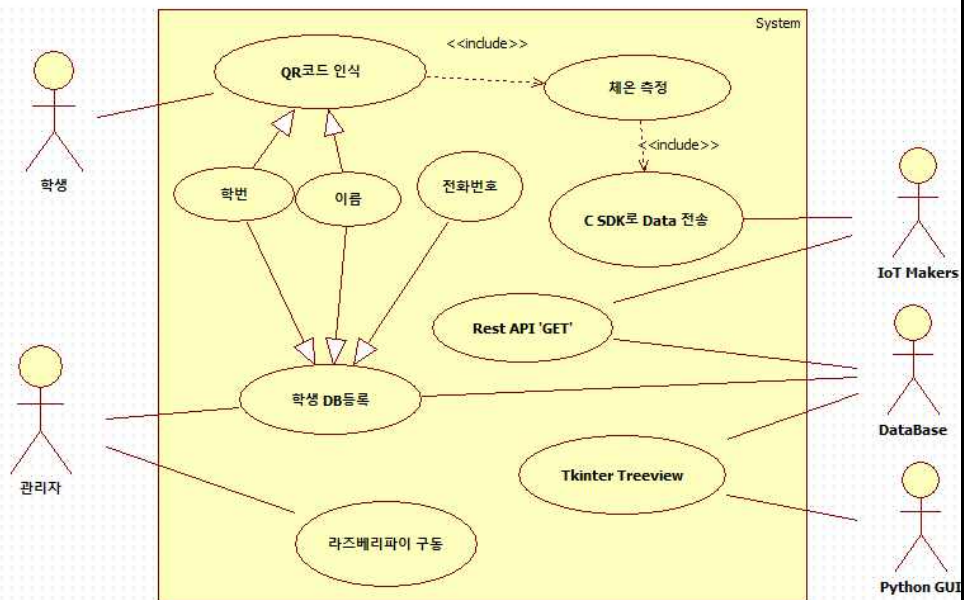 System
<<include>>
QR코드 인식
체온 측정
<<include>>
학생
학번
이름
전화번호
C SDK로 Data 전송
IoT Makers
Rest API 'GET'
학생 DB등록
DataBase
관리자
Tkinter Treeview
라즈베리파이 구동
Python GUI